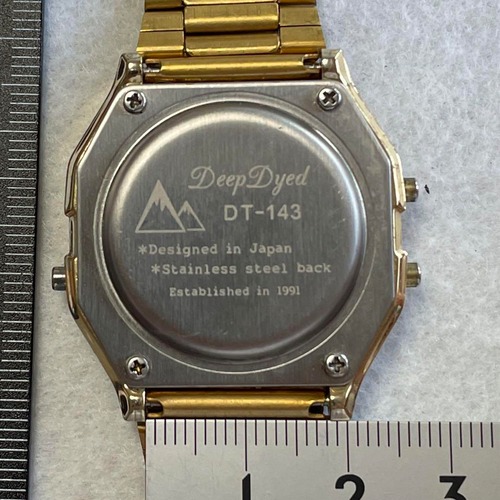 DeepDyed
DT-143
*Designed in Japan
*Stainless steel back
Established in 1991
1 2 3